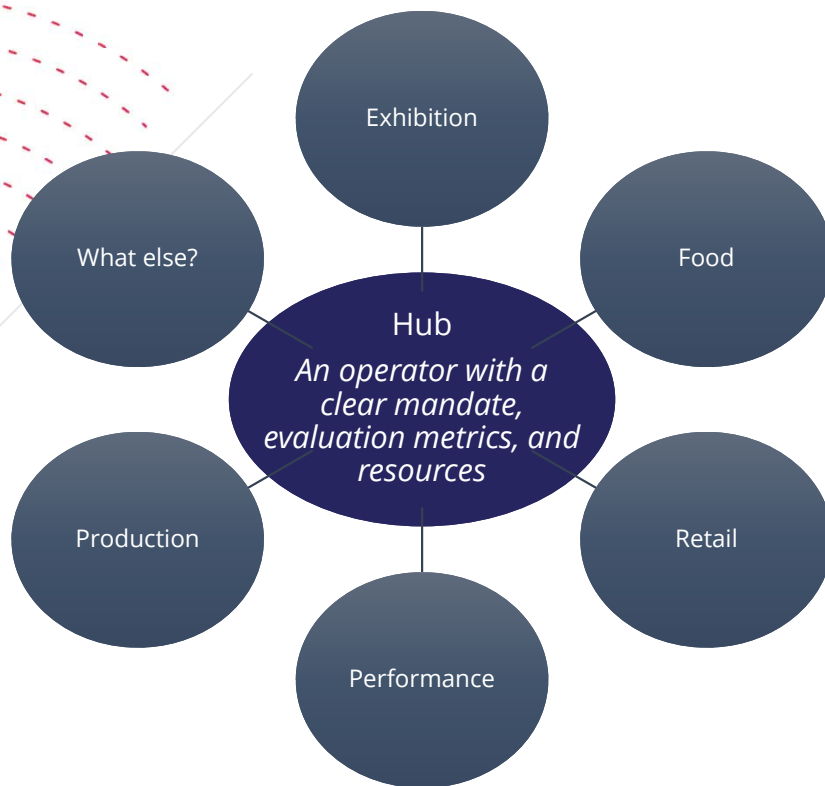 Exhibition
What else?
Food
Hub
An operator with a
clear mandate,
evaluation metrics, and
resources
Production
Retail
Performance